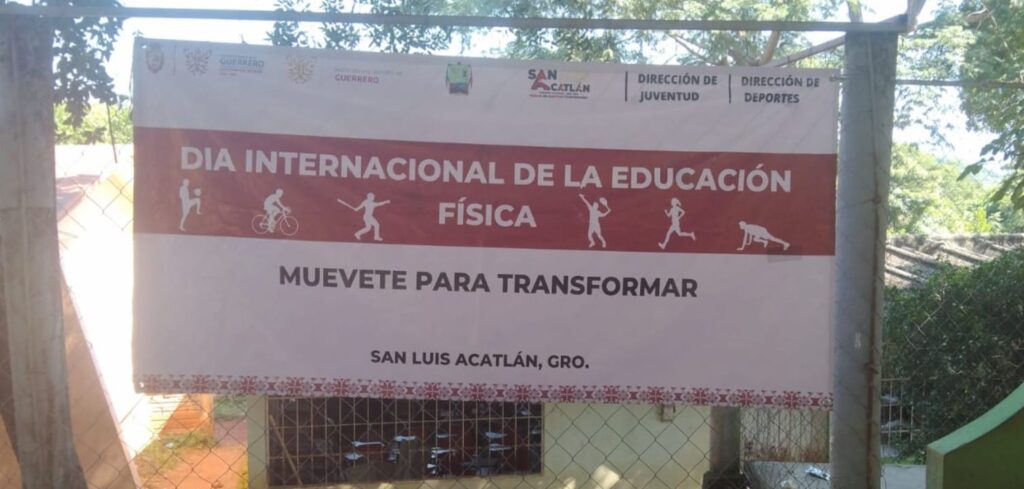 GUERRERO
GUERRERO
SAN
ACATLÁN
DIRECCIÓN DE
JUVENTUD
DIRECCIÓN DE
DEPORTES
DIA INTERNACIONAL DE LA EDUCACIÓN
FÍSICA
MUEVETE PARA TRANSFORMAR
SAN LUIS ACATLÁN, GRO.